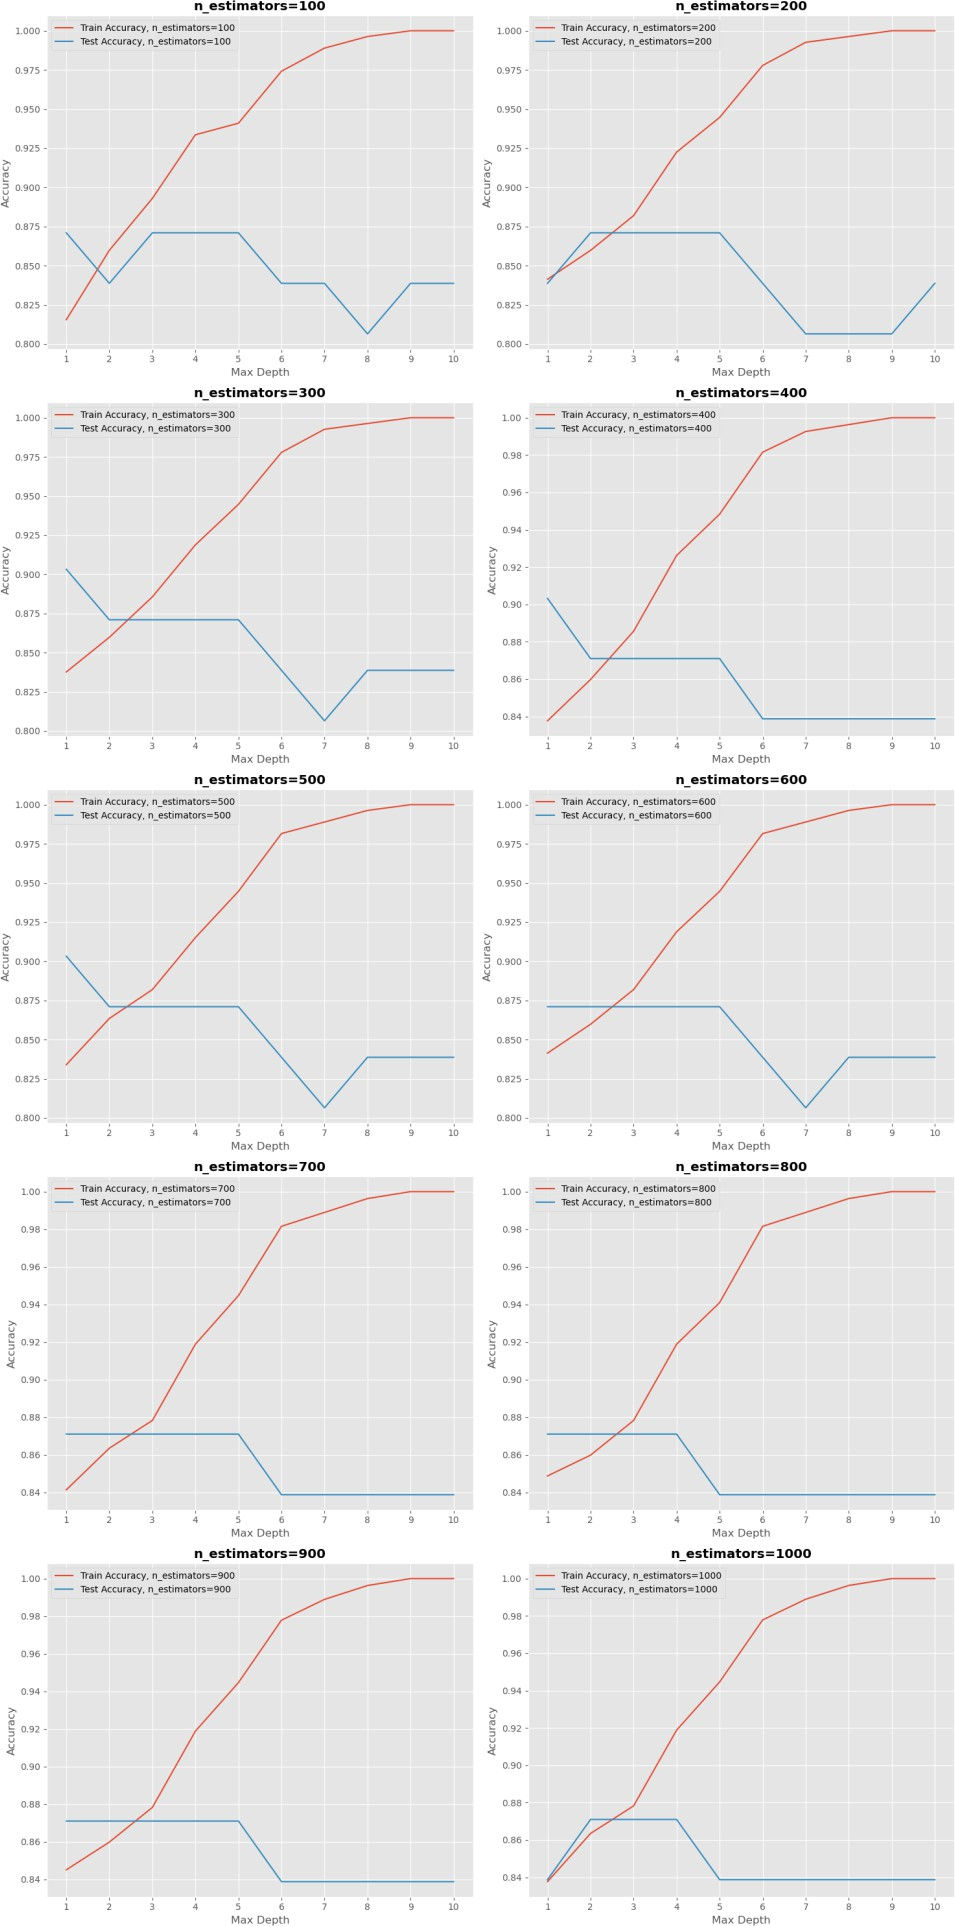 n_estimators=100
Train Accuracy, n_estimators=100
Test Accuracy, n_estimators=100
1.000
0.975
0.950
0.925
0.900
0.875
0.850
0.825
0.800
Accuracy
1 2 3 4 5 6 7 8 9 10
Max Depth
n_estimators=200
Train Accuracy, n_estimators=200
Test Accuracy, n_estimators=200
1.000
0.975
0.950
0.925
0.900
0.875
0.850
0.825
0.800
Accuracy
1 2 3 4 5 6 7 8 9 10
Max Depth
n_estimators=300
Train Accuracy, n_estimators=300
Test Accuracy, n_estimators=300
1.000
0.975
0.950
0.925
0.900
0.875
0.850
0.825
0.800
Accuracy
1 2 3 4 5 6 7 8 9 10
Max Depth
n_estimators=400
Train Accuracy, n_estimators=400
Test Accuracy, n_estimators=400
1.00
0.98
0.96
0.94
0.92
0.90
0.88
0.86
0.84
Accuracy
1 2 3 4 5 6 7 8 9 10
Max Depth
n_estimators=500
Train Accuracy, n_estimators=500
Test Accuracy, n_estimators=500
1.000
0.975
0.950
0.925
0.900
0.875
0.850
0.825
0.800
Accuracy
1 2 3 4 5 6 7 8 9 10
Max Depth
n_estimators=600
Train Accuracy, n_estimators=600
Test Accuracy, n_estimators=600
1.000
0.975
0.950
0.925
0.900
0.875
0.850
0.825
0.800
Accuracy
1 2 3 4 5 6 7 8 9 10
Max Depth
n_estimators=700
Train Accuracy, n_estimators=700
Test Accuracy, n_estimators=700
1.00
0.98
0.96
0.94
0.92
0.90
0.88
0.86
0.84
Accuracy
1 2 3 4 5 6 7 8 9 10
Max Depth
n_estimators=800
Train Accuracy, n_estimators=800
Test Accuracy, n_estimators=800
1.00
0.98
0.96
0.94
0.92
0.90
0.88
0.86
0.84
Accuracy
1 2 3 4 5 6 7 8 9 10
Max Depth
n_estimators=900
Train Accuracy, n_estimators=900
Test Accuracy, n_estimators=900
1.00
0.98
0.96
0.94
0.92
0.90
0.88
0.86
0.84
Accuracy
1 2 3 4 5 6 7 8 9 10
Max Depth
n_estimators=1000
Train Accuracy, n_estimators=1000
Test Accuracy, n_estimators=1000
1.00
0.98
0.96
0.94
0.92
0.90
0.88
0.86
0.84
Accuracy
1 2 3 4 5 6 7 8 9 10
Max Depth